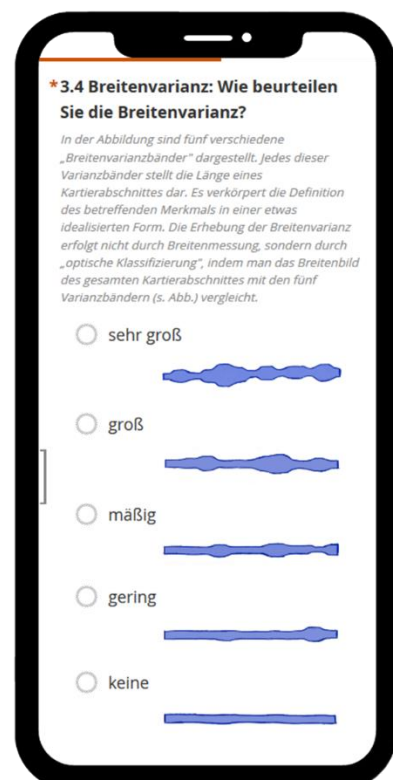 *3.4 Breitenvarianz: Wie beurteilen
Sie die Breitenvarianz?
In der Abbildung sind fünf verschiedene
„Breitenvarianzbänder" dargestellt. Jedes dieser
Varianzbänder stellt die Länge eines
Kartierabschnittes dar. Es verkörpert die Definition
des betreffenden Merkmals in einer etwas
idealisierten Form. Die Erhebung der Breitenvarianz
erfolgt nicht durch Breitenmessung, sondern durch
„optische Klassifizierung", indem man das Breitenbild
des gesamten Kartierabschnittes mit den fünf
Varianzbändern (s. Abb.) vergleicht.
sehr groß
groß
mäßig
gering
keine